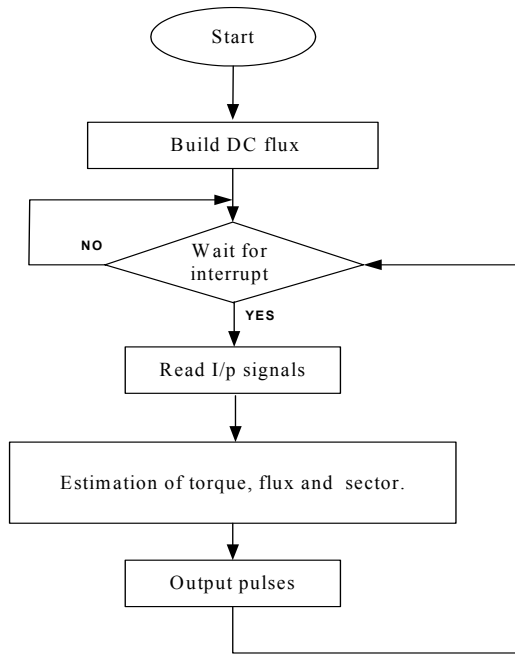 Start
Build DC flux
NO
Wait for
interrupt
YES
Read I/p signals
Estimation of torque, flux and sector.
Output pulses